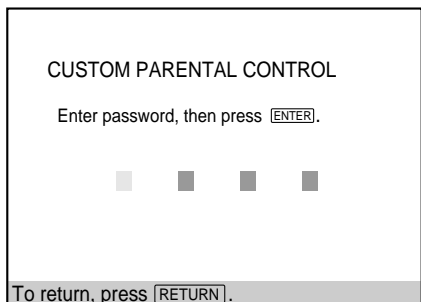 CUSTOM PARENTAL CONTROL
Enter password, then press ENTER.
To return, press RETURN.